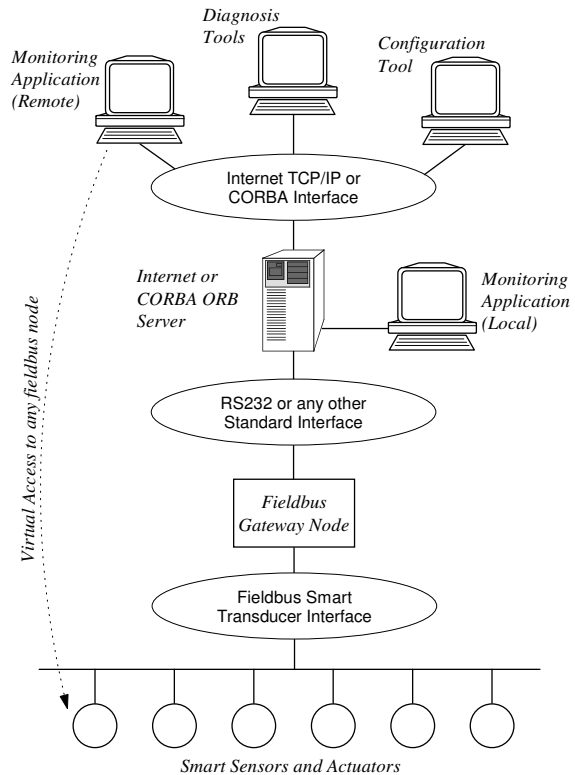 Diagnosis
Tools
Monitoring
Application
(Remote)
Configuration
Tool
Internet TCP/IP or
CORBA Interface
Internet or
CORBA ORB
Server
Monitoring
Application
(Local)
Virtual Access to any fieldbus node
RS232 or any other
Standard Interface
Fieldbus
Gateway Node
Fieldbus Smart
Transducer Interface
Smart Sensors and Actuators